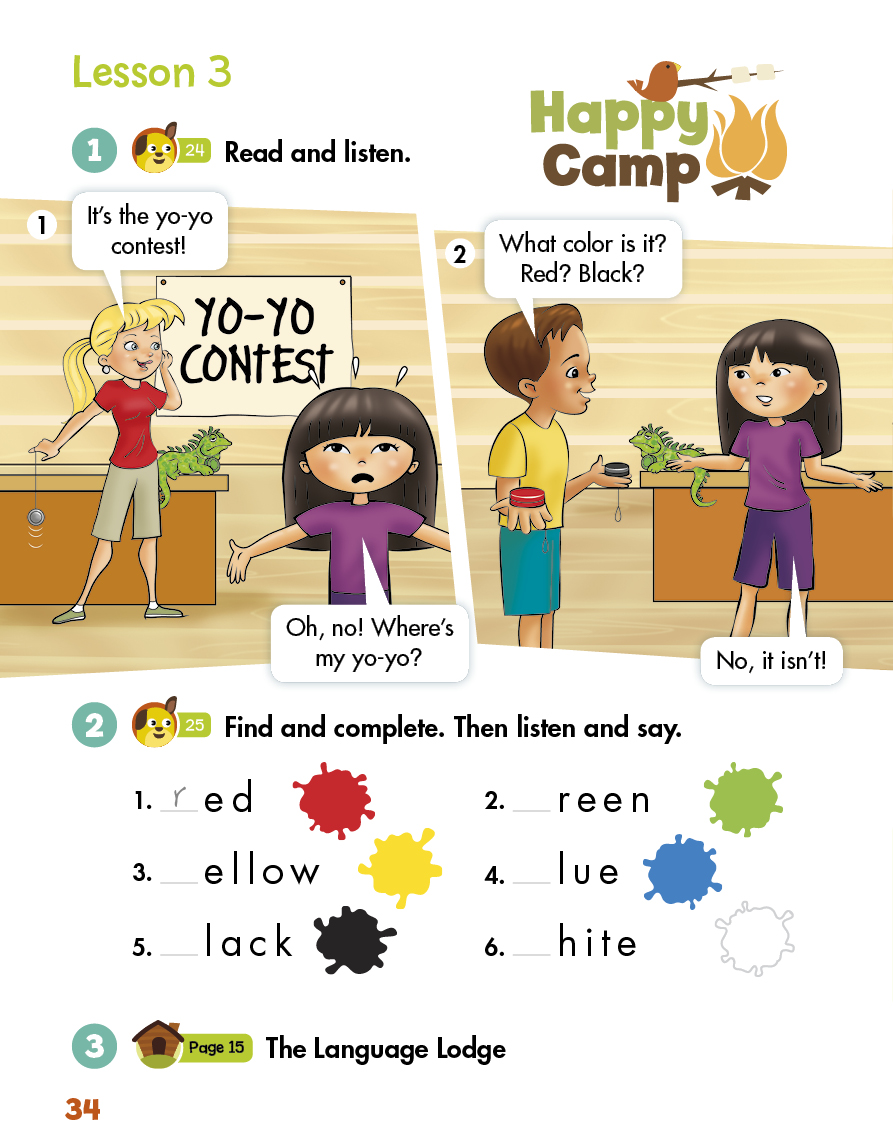 Lesson 3
Happy
Camp
1 24 Read and listen.
1
It's the yo-yo
contest!
YO-YO
CONTEST
Oh, no! Where's
my yo-yo?
2
What color is it?
Red? Black?
No, it isn't!
2 25 Find and complete. Then listen and say.
1. r ed
2. __ reen
3. __ ellow
4. __ lue
5. __ lack
6. __ hite
3 Page 15 The Language Lodge
34